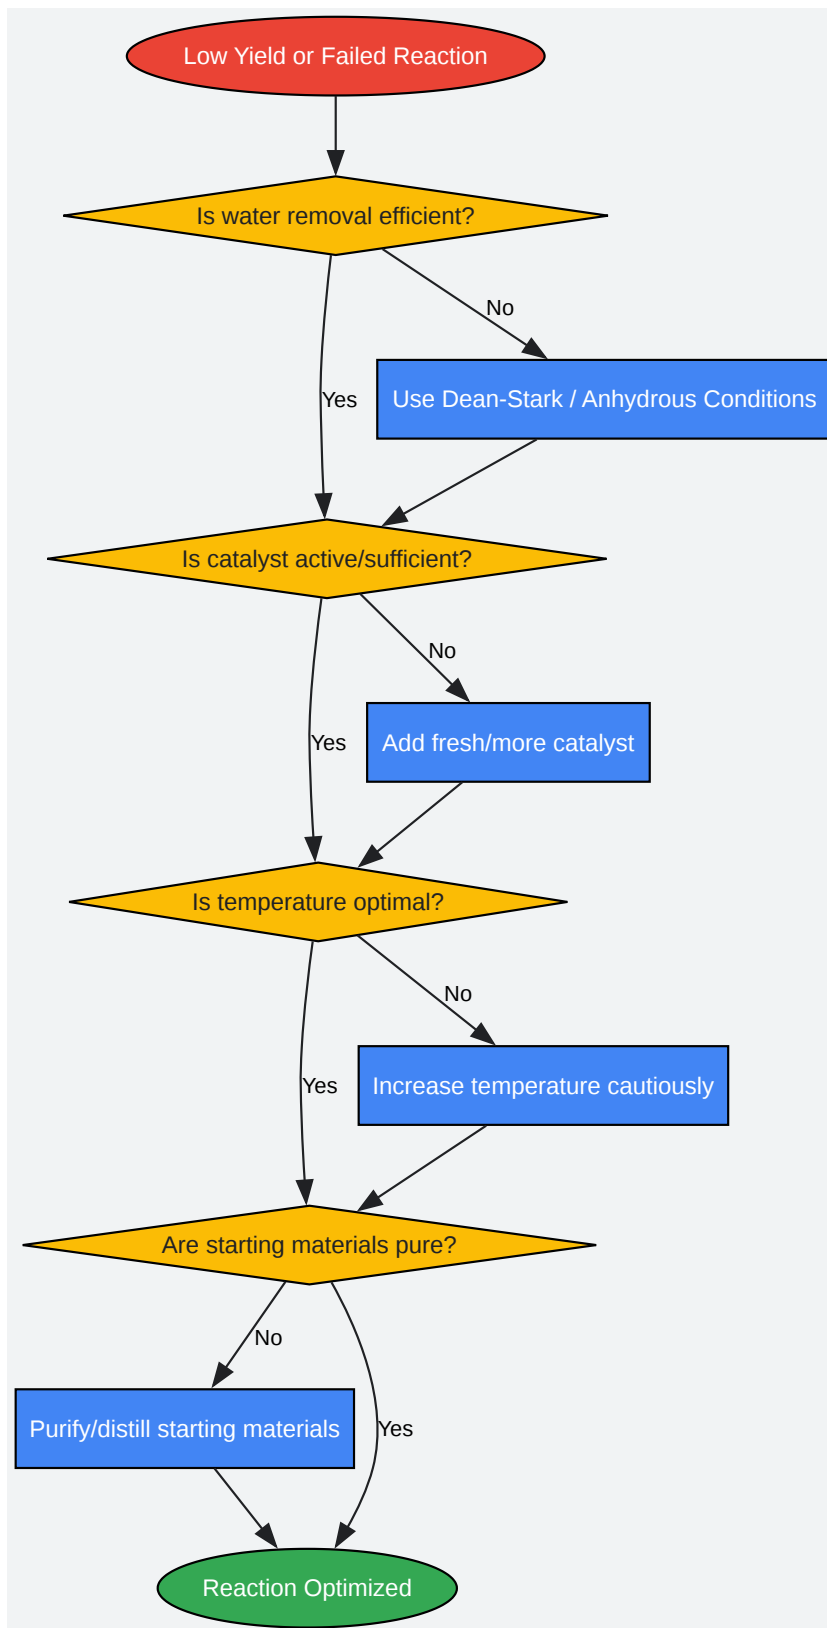 Low Yield or Failed Reaction
Is water removal efficient?
No
Yes
Use Dean-Stark / Anhydrous Conditions
Is catalyst active/sufficient?
No
Yes
Add fresh/more catalyst
Is temperature optimal?
No
Yes
Increase temperature cautiously
Are starting materials pure?
No
Purify/distill starting materials
Yes
Reaction Optimized